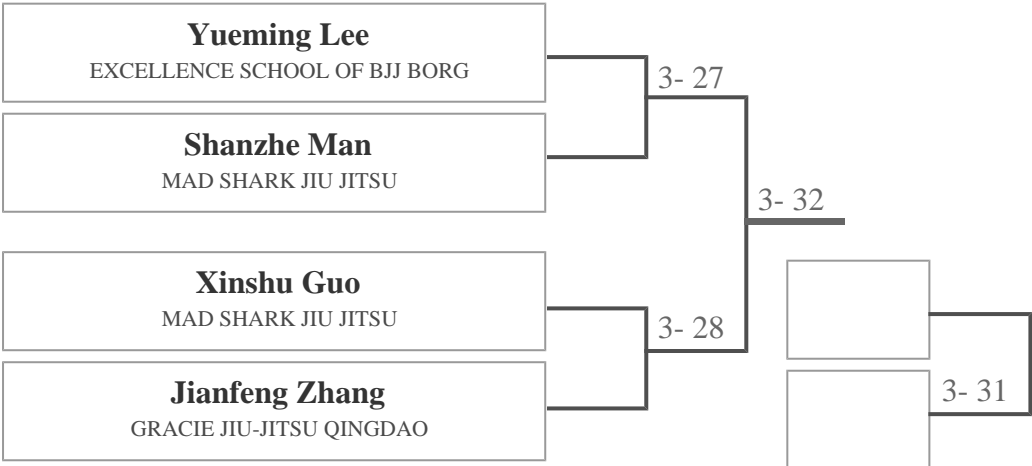 Yueming Lee
EXCELLENCE SCHOOL OF BJJ BORG
3- 27
Shanzhe Man
MAD SHARK JIU JITSU
3- 32
Xinshu Guo
MAD SHARK JIU JITSU
3- 28
Jianfeng Zhang
GRACIE JIU-JITSU QINGDAO
3- 31